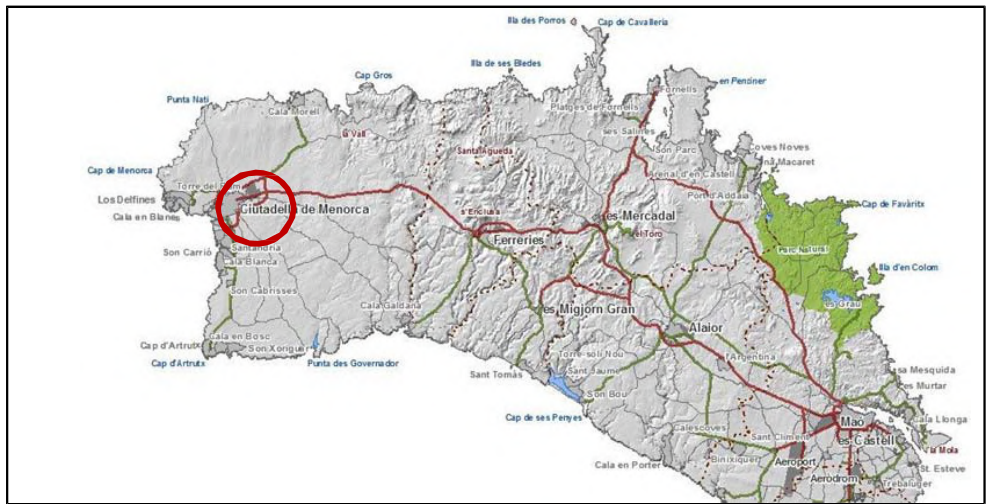 Illa des Porros
Cap de Cavalleria
Illa de ses Bledes
Cap Gros
en Pentiner
Fornells
Punta Nati
Cala Morell
Platges de Fornells
ses Salines
la Vall
Santa Agueda
Son Parc
Coves Noves
Macaret
Arenal d'en Castell
Port d'Addaia
Cap de Menorca
Torre del
Los Delfines
Cala en Blanes
Ciutadella de Menorca
s'Enclusa
es Mercadal
el Toro
Cap de Favàritx
Ferreries
Parc Natural
Santandria
Son Carrió
Cala Blanca
Illa d'en Colom
Son Cabrisses
Cala Galdana
es Migjorn Gran
es Grau
Alaior
Cala en Bosc
Cap d'Artrutx
Son Xoriguer
Cap d'Artrutx
Punta des Governador
Torre-solí Nou
l'Argentina
Sant Tomàs
Sant Jaume
sa Mesquida
es Murtar
Son Bou
Cap de ses Penyes
Cala Llonga
Maó
Calescoves
Sant Climent
es Castell
la Mola
Cala en Porter
Binixiquer
Aeroport
St. Esteve
Aeròdrom
Trebalúger